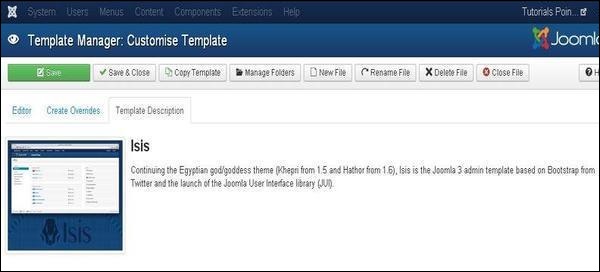 System Users Menus Content Components Extensions Help Tutorials Poin...
Template Manager: Customise Template
Joomla
Save Save & Close Copy Template Manage Folders New File Rename File Delete File Close File H
Editor Create Overrides Template Description
Isis
Continuing the Egyptian god/goddess theme (Khepri from 1.5 and Hathor from 1.6), Isis is the Joomla 3 admin template based on Bootstrap from
Twitter and the launch of the Joomla User Interface library (JUI).
Isis